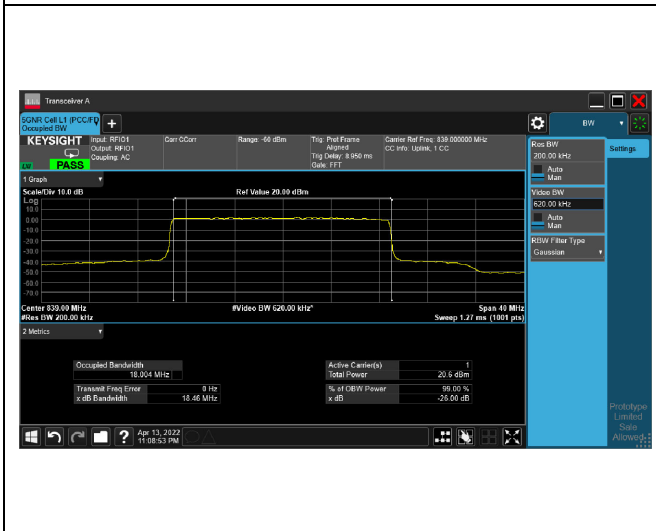 Transceiver A
5GNR Cell L1 (PCC/FD
Occupied BW
+
BW
KEYSIGHT
Input: RFIO1
Output: RFIO1
Coupling: AC
Corr CCorr
Range: -60 dBm
Trig: Pref Frame
Aligned
Trig Delay: 8.950 ms
Gate: FFT
Carrier Ref Freq: 839.000000 MHz
CC Info: Uplink, 1 CC
PASS
Res BW
200.00 kHz
Auto
Man
Settings
Video BW
620.00 kHz
Auto
Man
RBW Filter Type
Gaussian
1 Graph
Scale/Div 10.0 dB
Ref Value 20.00 dBm
Log
10.0
0.00
-10.0
-20.0
-30.0
-40.0
-50.0
-60.0
-70.0
Center 839.00 MHz
#Video BW 620.00 kHz*
Span 40 MHz
#Res BW 200.00 kHz
Sweep 1.27 ms (1001 pts)
2 Metrics
Occupied Bandwidth
18.004 MHz
Active Carrier(s) 1
Total Power 20.6 dBm
Transmit Freq Error 0 Hz
x dB Bandwidth 18.46 MHz
% of OBW Power 99.00 %
x dB -26.00 dB
Prototype
Limited
Sale
Allowed
?
Apr 13, 2022
11:08:53 PM